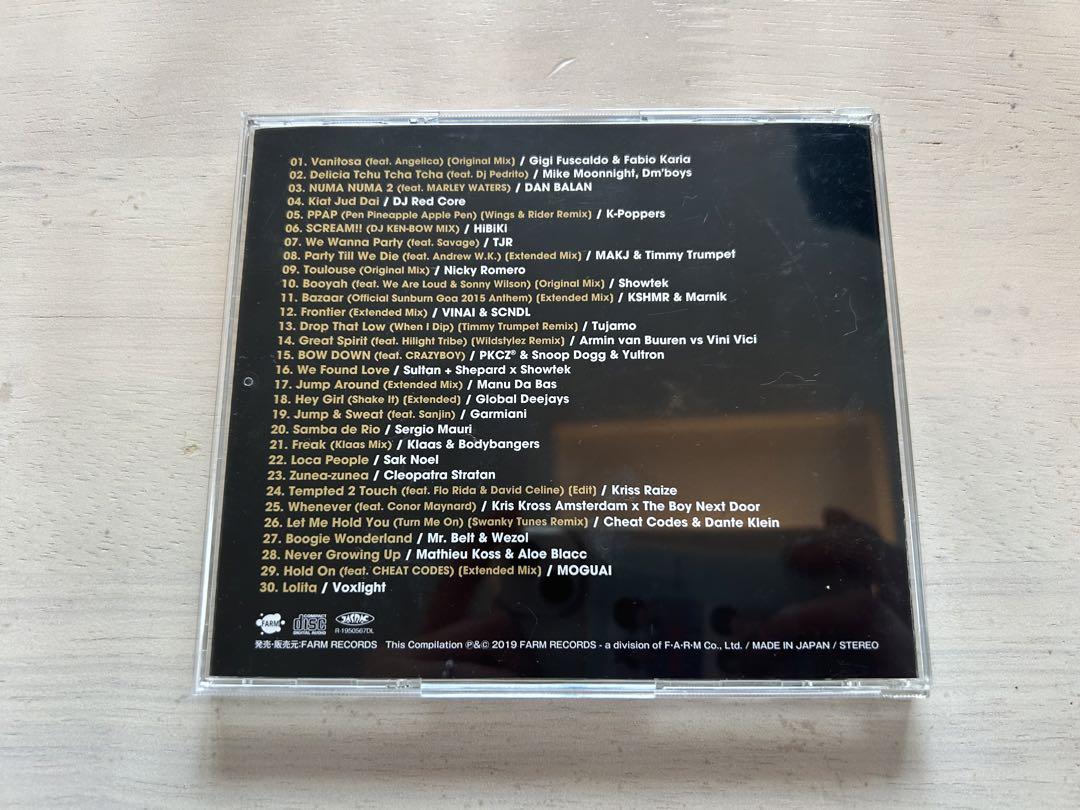 01. Vanitosa (feat. Angelica) [Original Mix] / Gigi Fuscaldo & Fabio Karia
02. Delicia Tchu Tcha Tcha (feat. Dj Pedrito) / Mike Moonnight, Dm'boys
03. NUMA NUMA 2 (feat. MARLEY WATERS) / DAN BALAN
04. Kiat Jud Dai / DJ Red Core
05. PPAP (Pen Pineapple Apple Pen) [Wings & Rider Remix] / K-Poppers
06. SCREAM!! (DJ KEN-BOW MIX) / HiBiKi
07. We Wanna Party (feat. Savage) / TJR
08. Party Till We Die (feat. Andrew W.K.) [Extended Mix] / MAKJ & Timmy Trumpet
09. Toulouse (Original Mix) / Nicky Romero
10. Booyah (feat. We Are Loud & Sonny Wilson) [Original Mix] / Showtek
11. Bazaar (Official Sunburn Goa 2015 Anthem) [Extended Mix] / KSHMR & Marnik
12. Frontier (Extended Mix) / VINAI & SCNDL
13. Drop That Low (When I Dip) [Timmy Trumpet Remix] / Tujamo
14. Great Spirit (feat. Hilight Tribe) [Wildstylez Remix] / Armin van Buuren vs Vini Vici
15. BOW DOWN (feat. CRAZYBOY) / PKCZ® & Snoop Dogg & Yultron
16. We Found Love / Sultan + Shepard x Showtek
17. Jump Around (Extended Mix) / Manu Da Bas
18. Hey Girl (Shake It) [Extended] / Global Deejays
19. Jump & Sweat (feat. Sanjin) / Garmiani
20. Samba de Rio / Sergio Mauri
21. Freak (Klaas Mix) / Klaas & Bodybangers
22. Loca People / Sak Noel
23. Zunea-zunea / Cleopatra Stratan
24. Tempted 2 Touch (feat. Flo Rida & David Celine) [Edit] / Kriss Raize
25. Whenever (feat. Conor Maynard) / Kris Kross Amsterdam x The Boy Next Door
26. Let Me Hold You (Turn Me On) [Swanky Tunes Remix] / Cheat Codes & Dante Klein
27. Boogie Wonderland / Mr. Belt & Wezol
28. Never Growing Up / Mathieu Koss & Aloe Blacc
29. Hold On (feat. CHEAT CODES) [Extended Mix] / MOGUAI
30. Lolita / Voxlight
FARM COMPACT disc DIGITAL AUDIO JASRAC R-1950567DL
発売・販売元:FARM RECORDS This Compilation ℗&© 2019 FARM RECORDS - a division of F・A・R・M Co., Ltd. / MADE IN JAPAN / STEREO